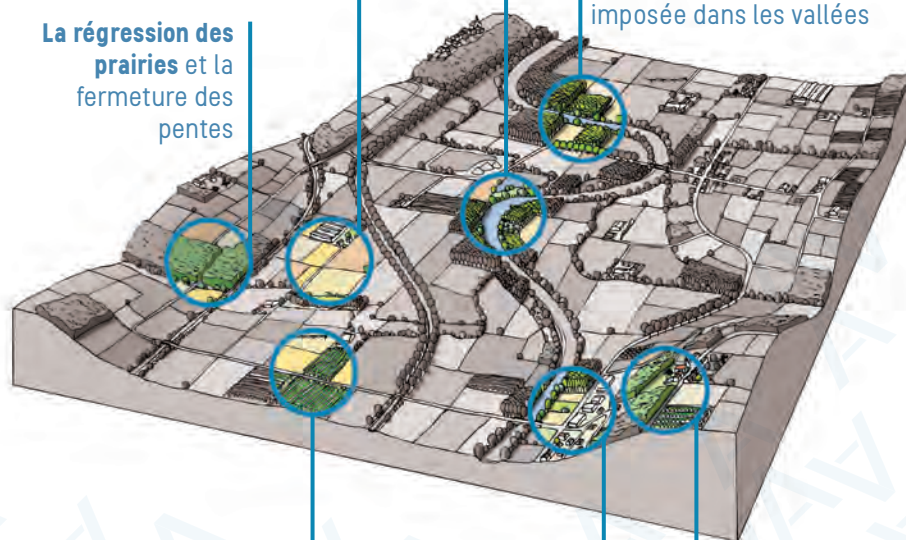 imposée dans les vallées
La régression des
prairies et la
fermeture des
pentes